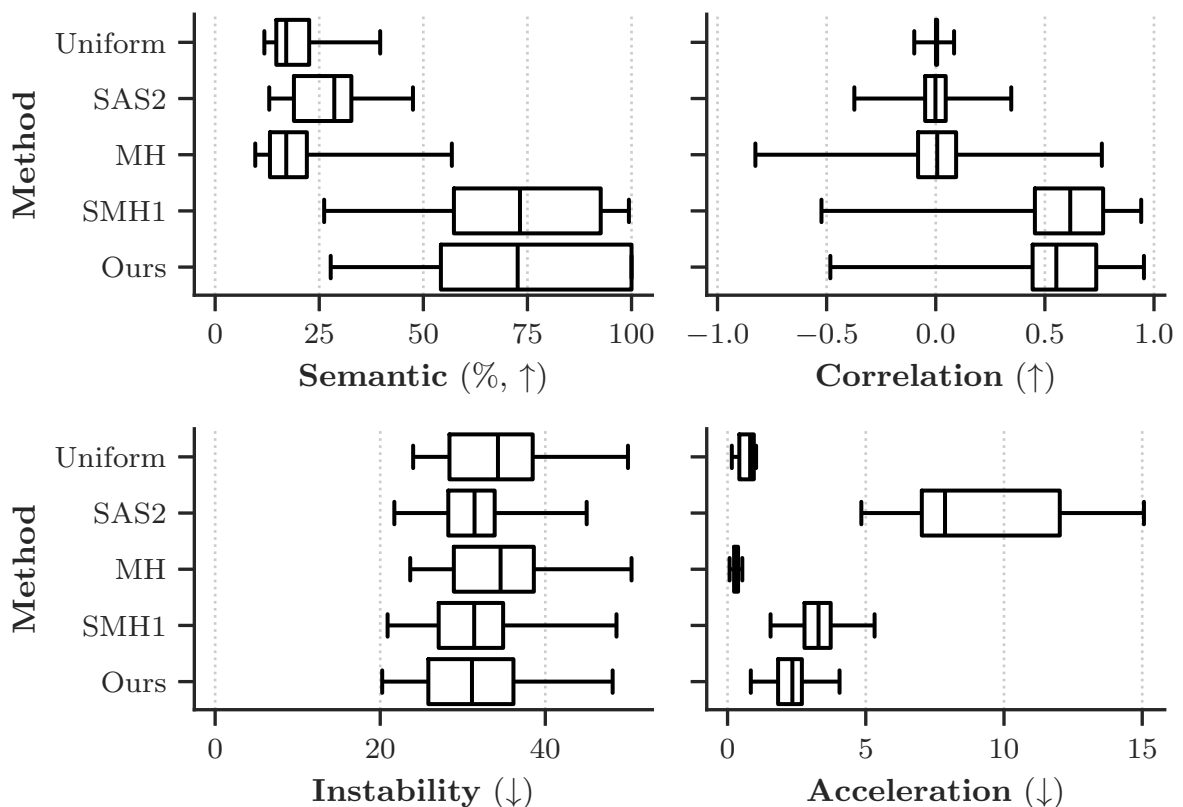 Method
Uniform
SAS2
MH
SMH1
Ours
0 25 50 75 100
Semantic (%, ↑)
−1.0 −0.5 0.0 0.5 1.0
Correlation (↑)
Method
Uniform
SAS2
MH
SMH1
Ours
0 20 40
Instability (↓)
0 5 10 15
Acceleration (↓)